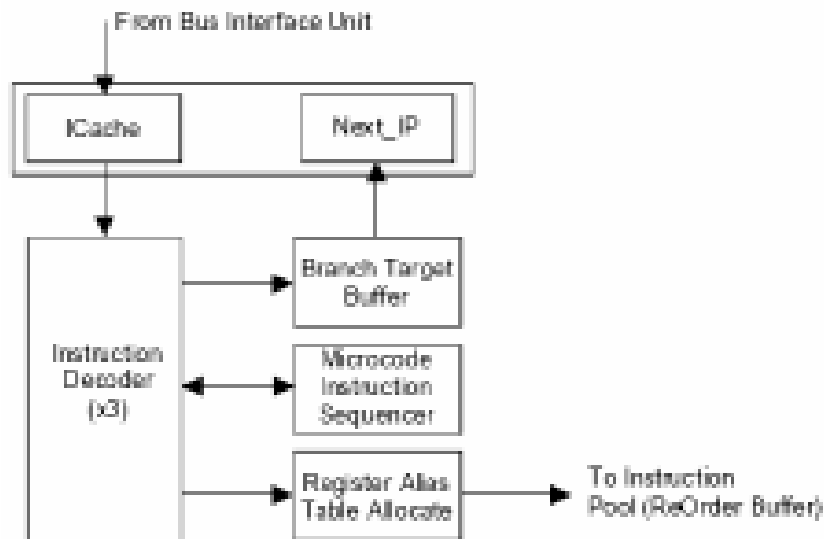 From Bus Interface Unit
ICache
Next_IP
Branch Target
Buffer
Instruction
Decoder
(x3)
Microcode
Instruction
Sequencer
Register Alias
Table Allocate
To Instruction
Pool (ReOrder Buffer)